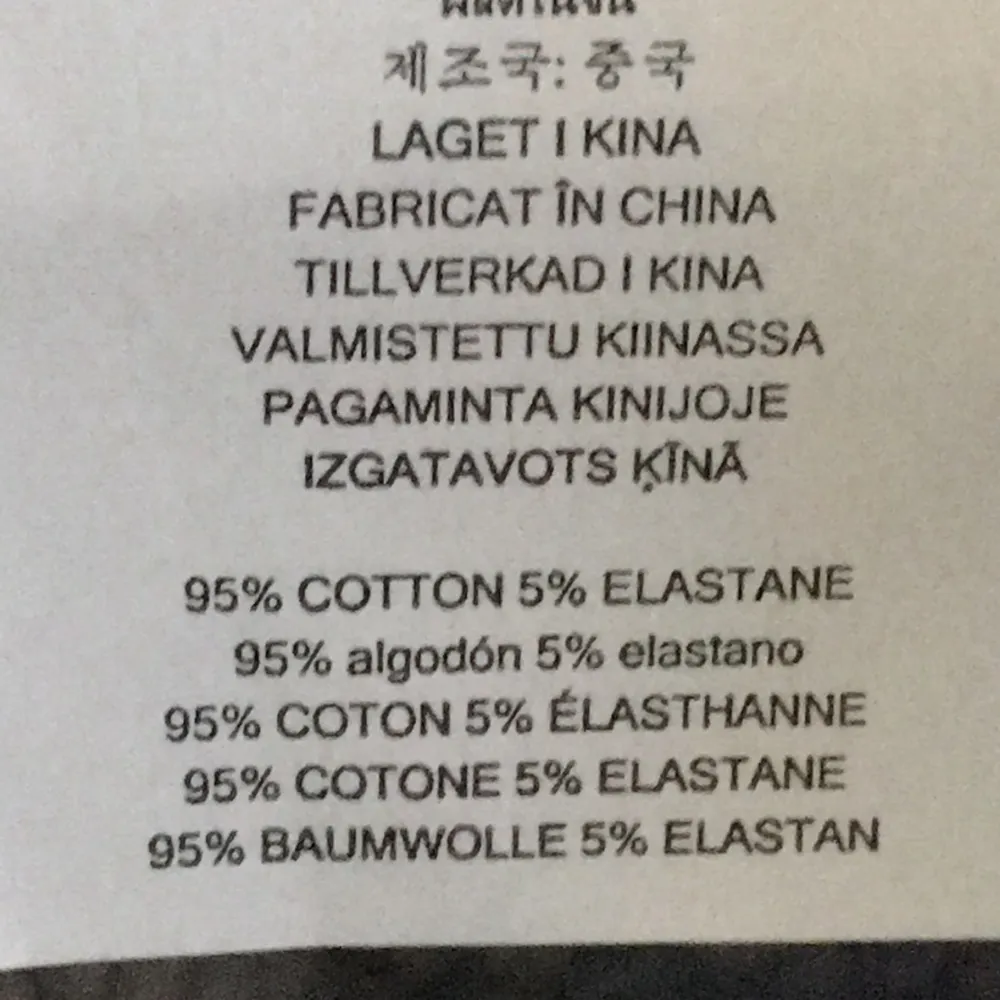 제조국: 중국
LAGET I KINA
FABRICAT ÎN CHINA
TILLVERKAD I KINA
VALMISTETTU KIINASSA
PAGAMINTA KINIJOJE
IZGATAVOTS ĶĪNĀ
95% COTTON 5% ELASTANE
95% algodón 5% elastano
95% COTON 5% ÉLASTHANNE
95% COTONE 5% ELASTANE
95% BAUMWOLLE 5% ELASTAN